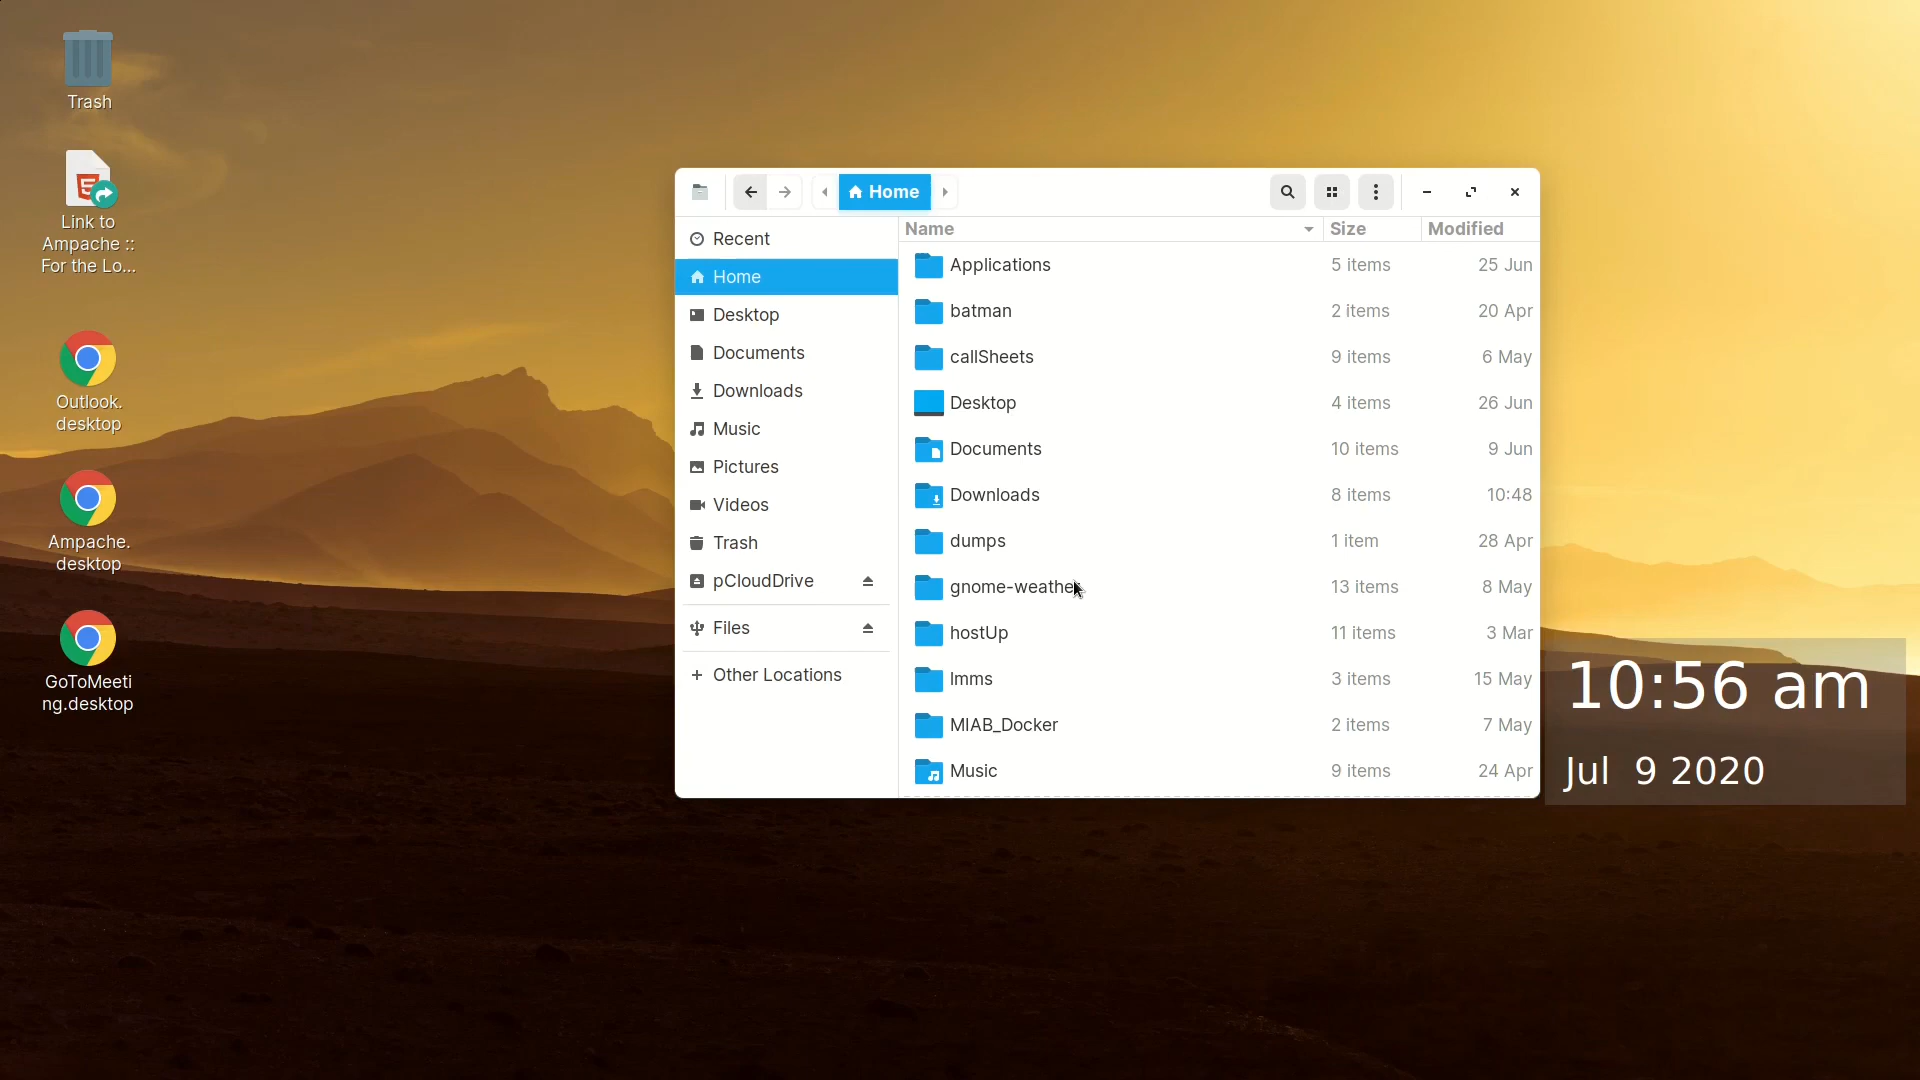 Trash
Link to
Ampache ::
For the Lo...
Outlook.
desktop
Ampache.
desktop
GoToMeeti
ng.desktop
Home
Recent
Home
Desktop
Documents
Downloads
Music
Pictures
Videos
Trash
pCloudDrive
Files
Other Locations
Name Size Modified
Applications 5 items 25 Jun
batman 2 items 20 Apr
callSheets 9 items 6 May
Desktop 4 items 26 Jun
Documents 10 items 9 Jun
Downloads 8 items 10:48
dumps 1 item 28 Apr
gnome-weather 13 items 8 May
hostUp 11 items 3 Mar
lmms 3 items 15 May
MIAB_Docker 2 items 7 May
Music 9 items 24 Apr
10:56 am
Jul 9 2020